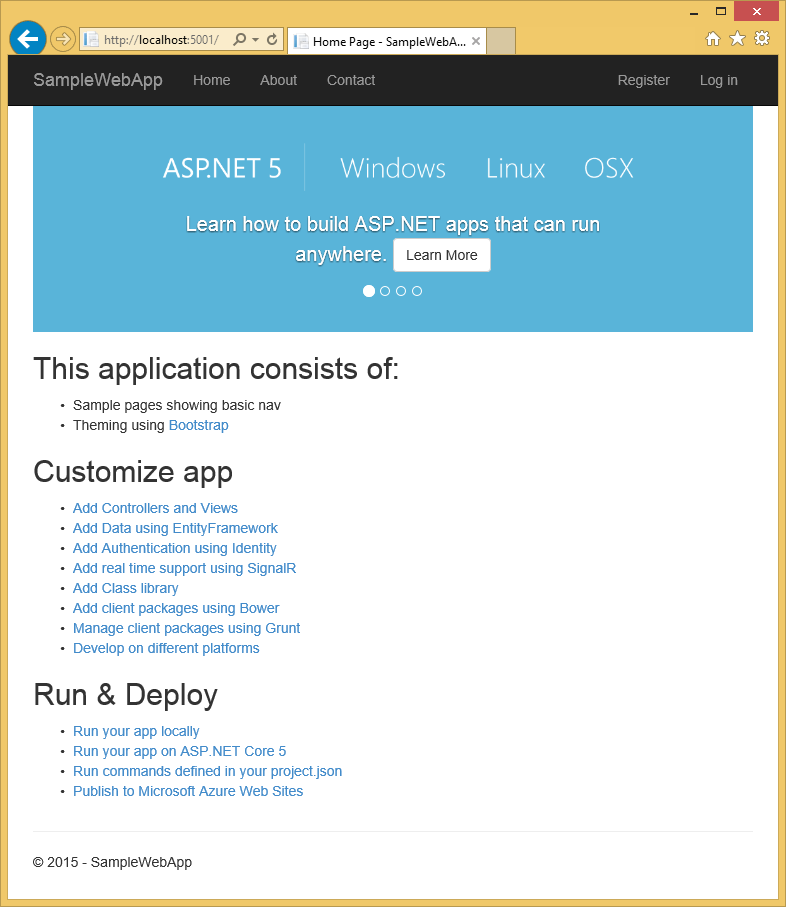 http://localhost:5001/
Home Page - SampleWebA...
SampleWebApp Home About Contact Register Log in
ASP.NET 5 Windows Linux OSX
Learn how to build ASP.NET apps that can run
anywhere. Learn More
This application consists of:
• Sample pages showing basic nav
• Theming using Bootstrap
Customize app
• Add Controllers and Views
• Add Data using EntityFramework
• Add Authentication using Identity
• Add real time support using SignalR
• Add Class library
• Add client packages using Bower
• Manage client packages using Grunt
• Develop on different platforms
Run & Deploy
• Run your app locally
• Run your app on ASP.NET Core 5
• Run commands defined in your project.json
• Publish to Microsoft Azure Web Sites
© 2015 - SampleWebApp